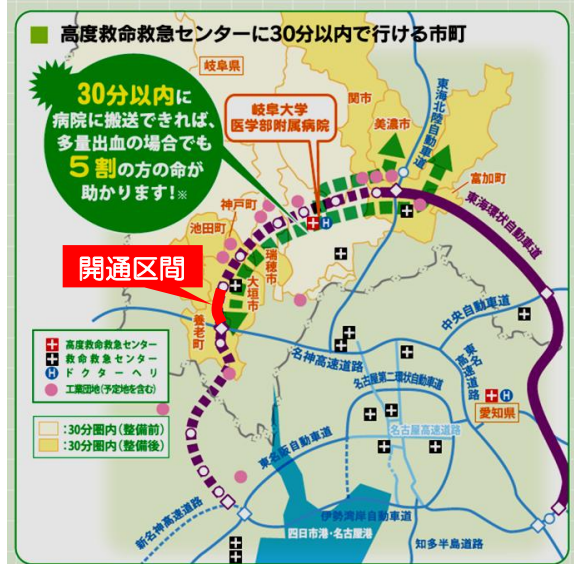 高度救命救急センターに30分以内で行ける市町
岐阜県
30分以内に
病院に搬送できれば、
多量出血の場合でも
5割の方の命が
助かります!※
岐阜大学
医学部附属病院
関市
美濃市
東海北陸自動車道
富加町
東海環状自動車道
神戸町
池田町
瑞穂市
大垣市
開通区間
養老町
中央自動車道
名神高速道路
東名高速道路
名古屋第二環状自動車道
H
高度救命救急センター
救命救急センター
H ドクターヘリ
工業団地(予定地を含む)
H
愛知県
名古屋高速道路
:30分圏内(整備前)
:30分圏内(整備後)
東名阪自動車道
新名神高速道路
伊勢湾岸自動車道
四日市港・名古屋港
知多半島道路